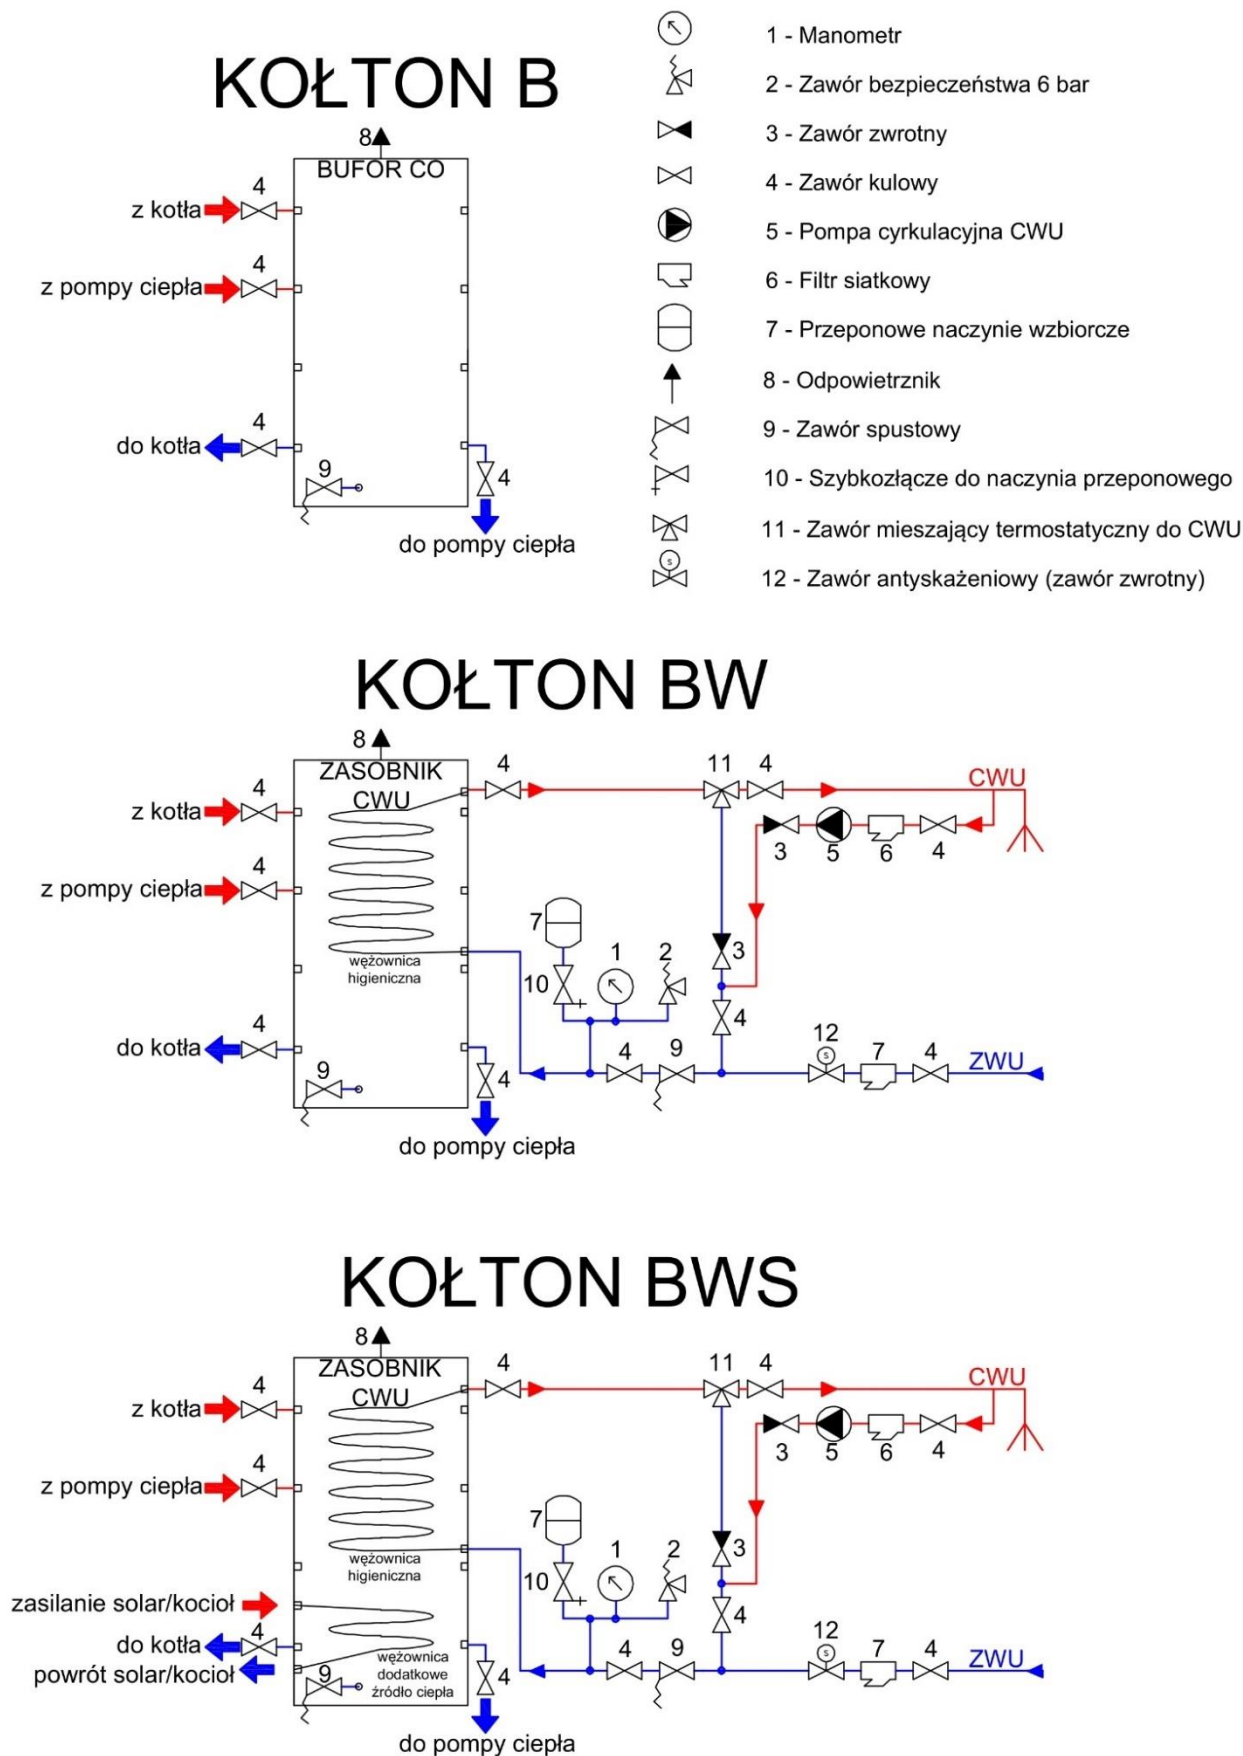 KOŁTON B
8
BUFOR CO
4
z kotła
4
z pompy ciepła
4
do kotła
9
4
do pompy ciepła
1 - Manometr
2 - Zawór bezpieczeństwa 6 bar
3 - Zawór zwrotny
4 - Zawór kulowy
5 - Pompa cyrkulacyjna CWU
6 - Filtr siatkowy
7 - Przeponowe naczynie wzbiorcze
8 - Odpowietrznik
9 - Zawór spustowy
10 - Szybkozłącze do naczynia przeponowego
11 - Zawór mieszający termostatyczny do CWU
S
12 - Zawór antyskażeniowy (zawór zwrotny)
KOŁTON BW
8
ZASOBNIK
CWU
4
11
4
CWU
4
z kotła
3
5
6
4
4
z pompy ciepła
7
1
2
3
wężownica
higieniczna
10
4
4
do kotła
12
S
4
9
7
4
ZWU
9
4
do pompy ciepła
KOŁTON BWS
8
ZASOBNIK
CWU
4
11
4
CWU
4
z kotła
3
5
6
4
4
z pompy ciepła
7
1
2
3
wężownica
higieniczna
10
4
zasilanie solar/kocioł
4
do kotła
powrót solar/kocioł
12
S
4
9
7
4
ZWU
wężownica
dodatkowe
źródło ciepła
9
4
do pompy ciepła